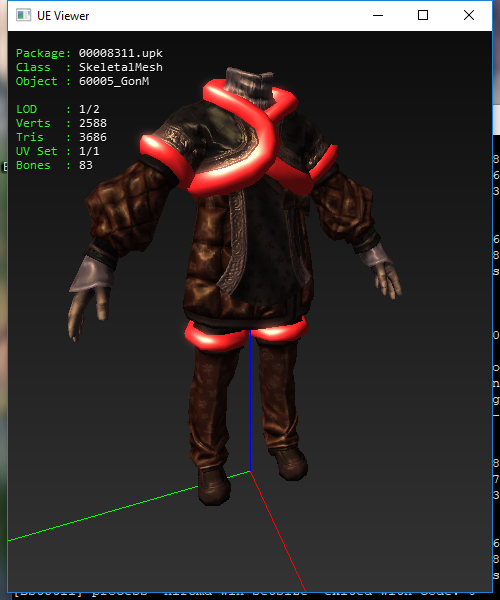 UE Viewer
Package: 00008311.upk
Class : SkeletalMesh
Object : 60005_GonM
LOD : 1/2
Verts : 2588
Tris : 3686
UV Set : 1/1
Bones : 83